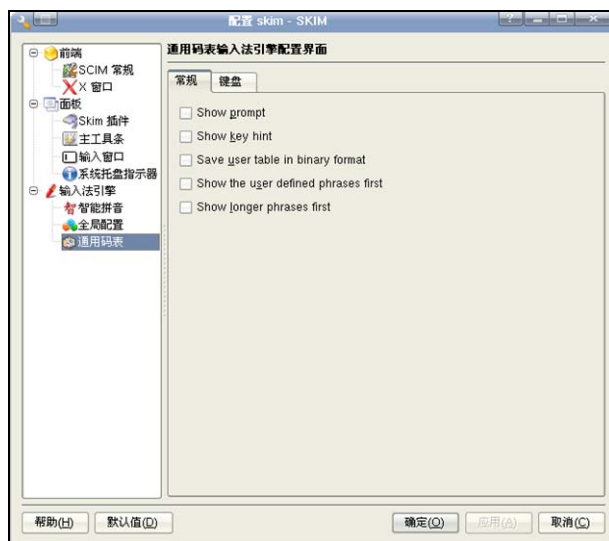 配置 skim - SKIM
前端
SCIM 常规
X 窗口
面板
Skim 插件
主工具条
输入窗口
系统托盘指示器
输入法引擎
智能拼音
全局配置
通用码表
通用码表输入法引擎配置界面
常规 键盘
Show prompt
Show key hint
Save user table in binary format
Show the user defined phrases first
Show longer phrases first
帮助(H) 默认值(D) 确定(O) 应用(A) 取消(C)